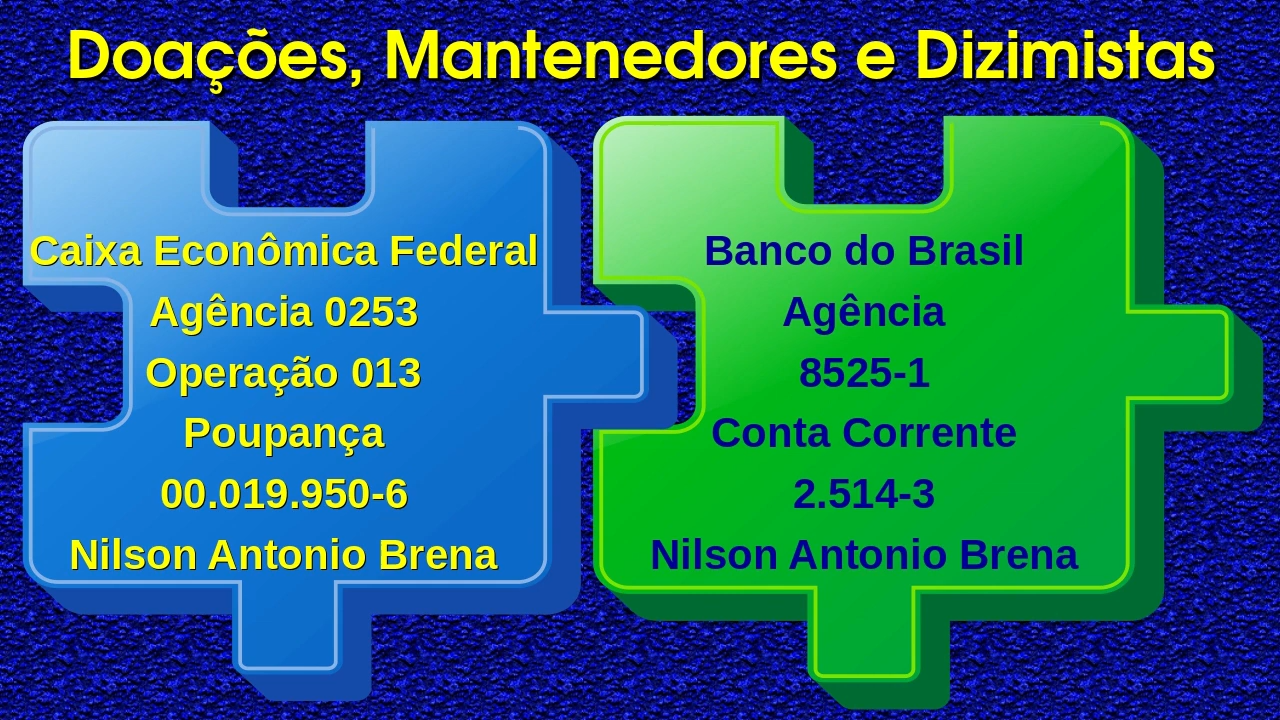 Doações, Mantenedores e Dizimistas
Caixa Econômica Federal
Agência 0253
Operação 013
Poupança
00.019.950-6
Nilson Antonio Brena
Banco do Brasil
Agência
8525-1
Conta Corrente
2.514-3
Nilson Antonio Brena